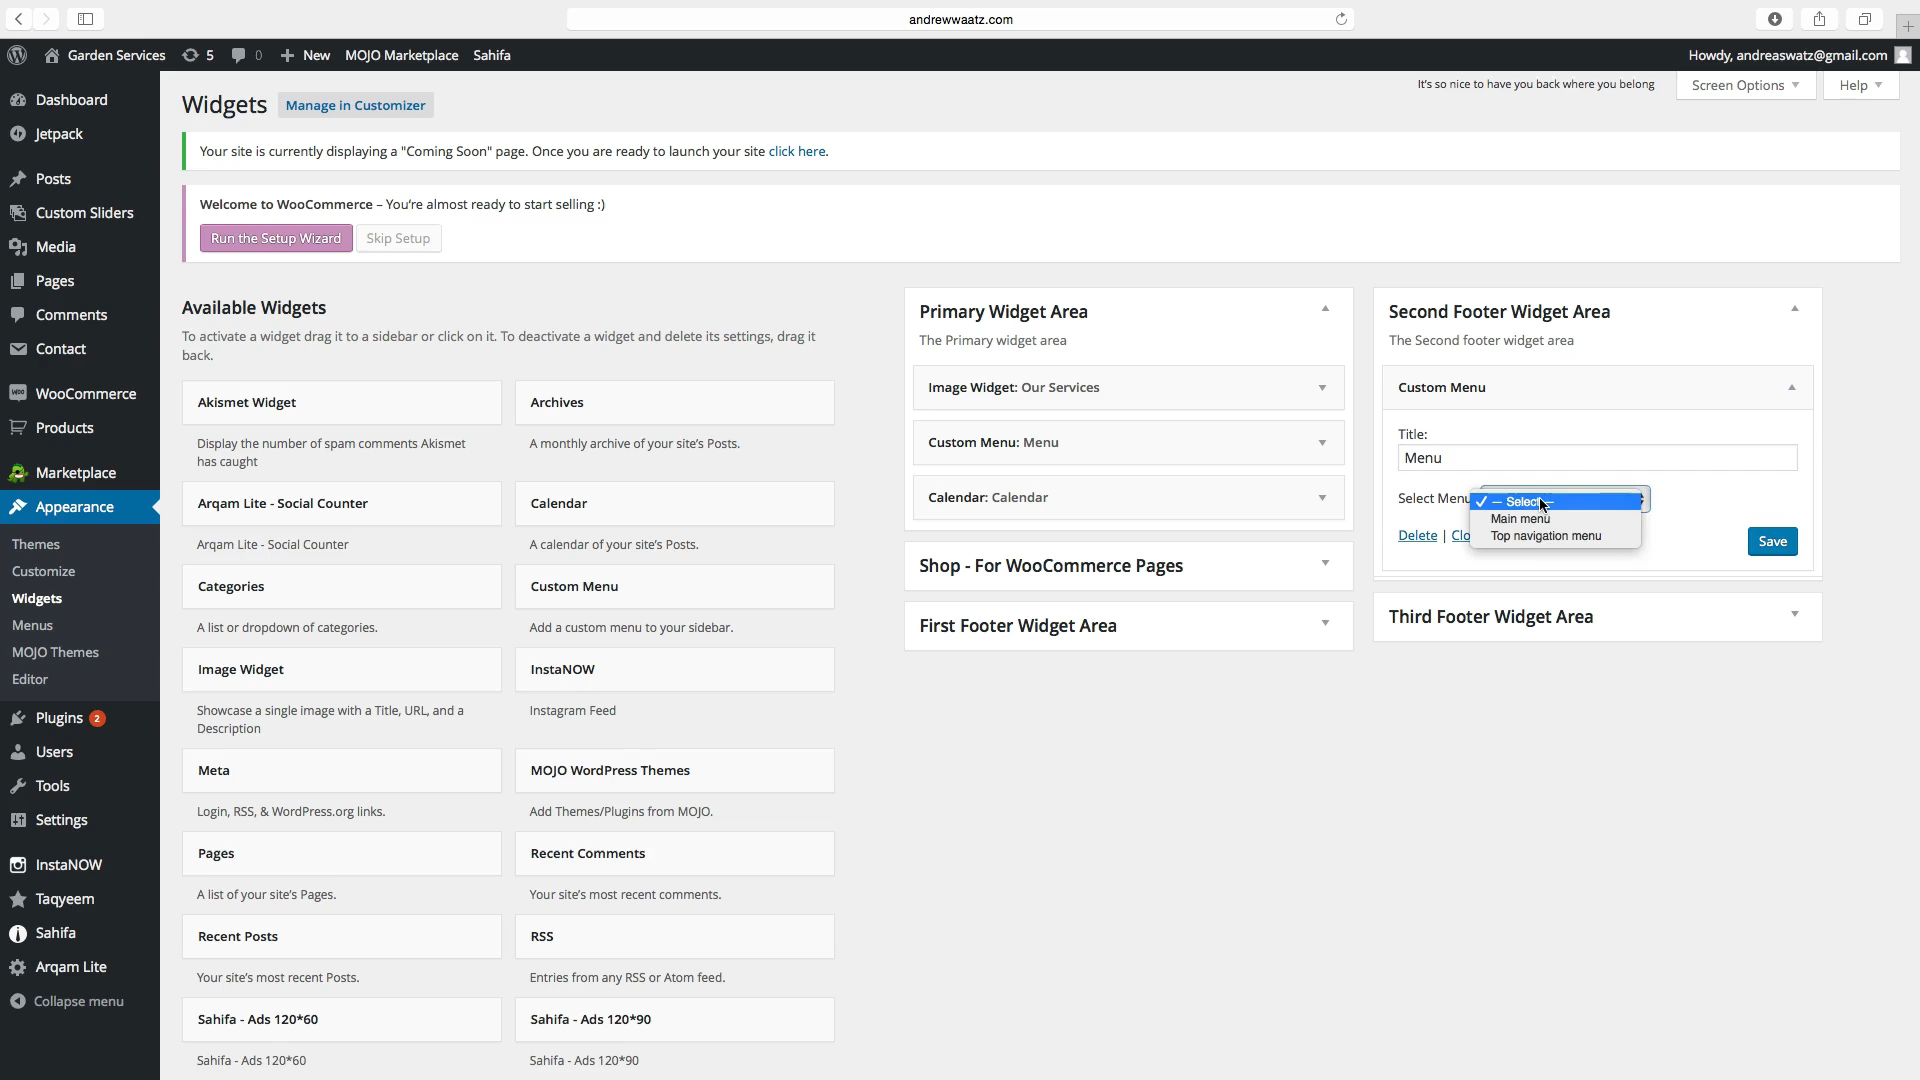 andrewwaatz.com
Garden Services 5 0 New MOJO Marketplace Sahifa
Howdy, andreaswatz@gmail.com
Dashboard
Jetpack
Posts
Custom Sliders
Media
Pages
Comments
Contact
WooCommerce
Products
Marketplace
Appearance
Themes
Customize
Widgets
Menus
MOJO Themes
Editor
Plugins 2
Users
Tools
Settings
InstaNOW
Taqyeem
Sahifa
Arqam Lite
Collapse menu
It's so nice to have you back where you belong
Screen Options
Help
Widgets Manage in Customizer
Your site is currently displaying a "Coming Soon" page. Once you are ready to launch your site click here.
Welcome to WooCommerce – You're almost ready to start selling :)
Run the Setup Wizard Skip Setup
Available Widgets
To activate a widget drag it to a sidebar or click on it. To deactivate a widget and delete its settings, drag it
back.
Akismet Widget
Display the number of spam comments Akismet
has caught
Archives
A monthly archive of your site's Posts.
Arqam Lite - Social Counter
Arqam Lite - Social Counter
Calendar
A calendar of your site's Posts.
Categories
A list or dropdown of categories.
Custom Menu
Add a custom menu to your sidebar.
Image Widget
Showcase a single image with a Title, URL, and a
Description
InstaNOW
Instagram Feed
Meta
Login, RSS, & WordPress.org links.
MOJO WordPress Themes
Add Themes/Plugins from MOJO.
Pages
A list of your site's Pages.
Recent Comments
Your site's most recent comments.
Recent Posts
Your site's most recent Posts.
RSS
Entries from any RSS or Atom feed.
Sahifa - Ads 120*60
Sahifa - Ads 120*60
Sahifa - Ads 120*90
Sahifa - Ads 120*90
Primary Widget Area
The Primary widget area
Image Widget: Our Services
Custom Menu: Menu
Calendar: Calendar
Shop - For WooCommerce Pages
First Footer Widget Area
Second Footer Widget Area
The Second footer widget area
Custom Menu
Title:
Menu
Select Menu
— Select —
Main menu
Top navigation menu
Delete | Clo
Save
Third Footer Widget Area